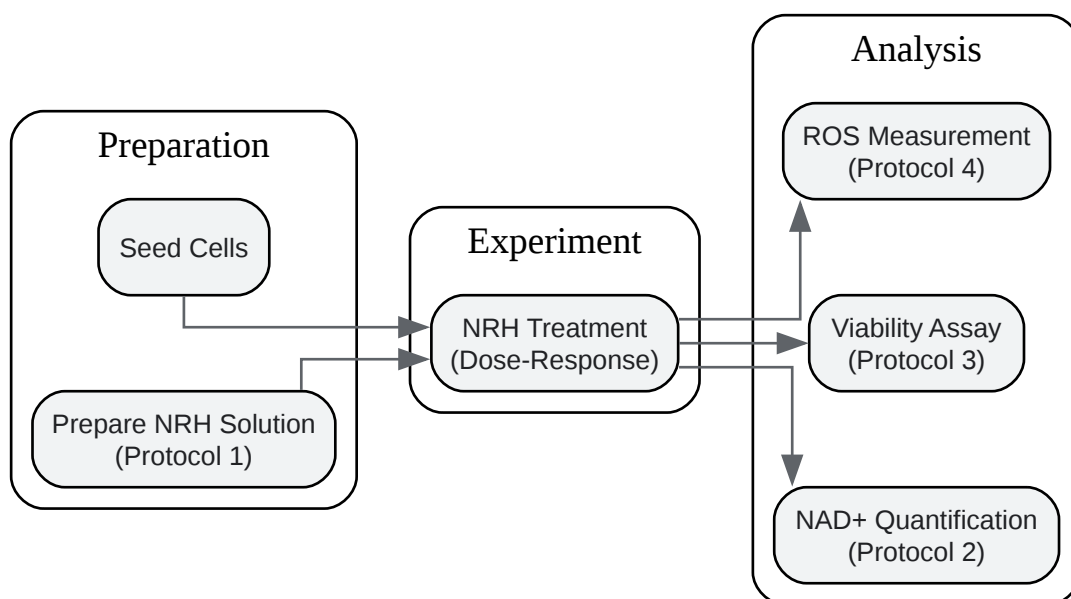 Preparation
Seed Cells
Prepare NRH Solution
(Protocol 1)
Experiment
NRH Treatment
(Dose-Response)
Analysis
ROS Measurement
(Protocol 4)
Viability Assay
(Protocol 3)
NAD+ Quantification
(Protocol 2)